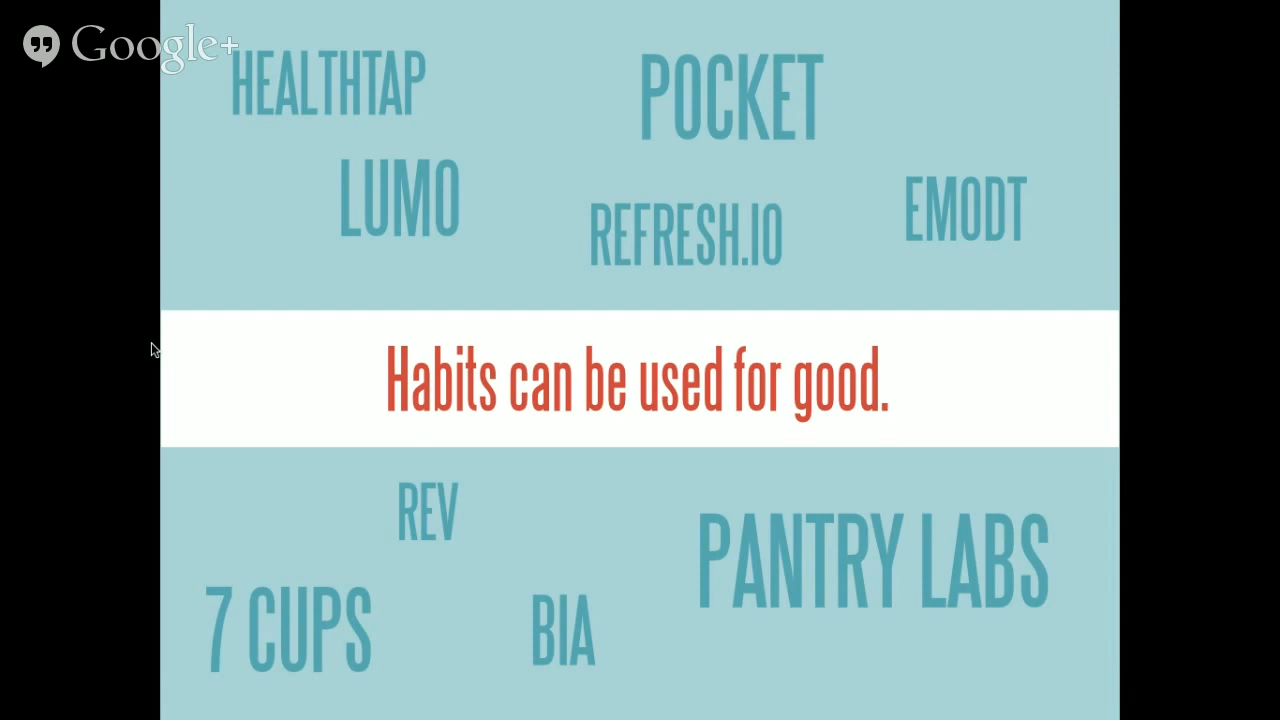 Google+
HEALTHTAP
POCKET
LUMO
REFRESH.IO
EMODT
Habits can be used for good.
REV
PANTRY LABS
7 CUPS
BIA